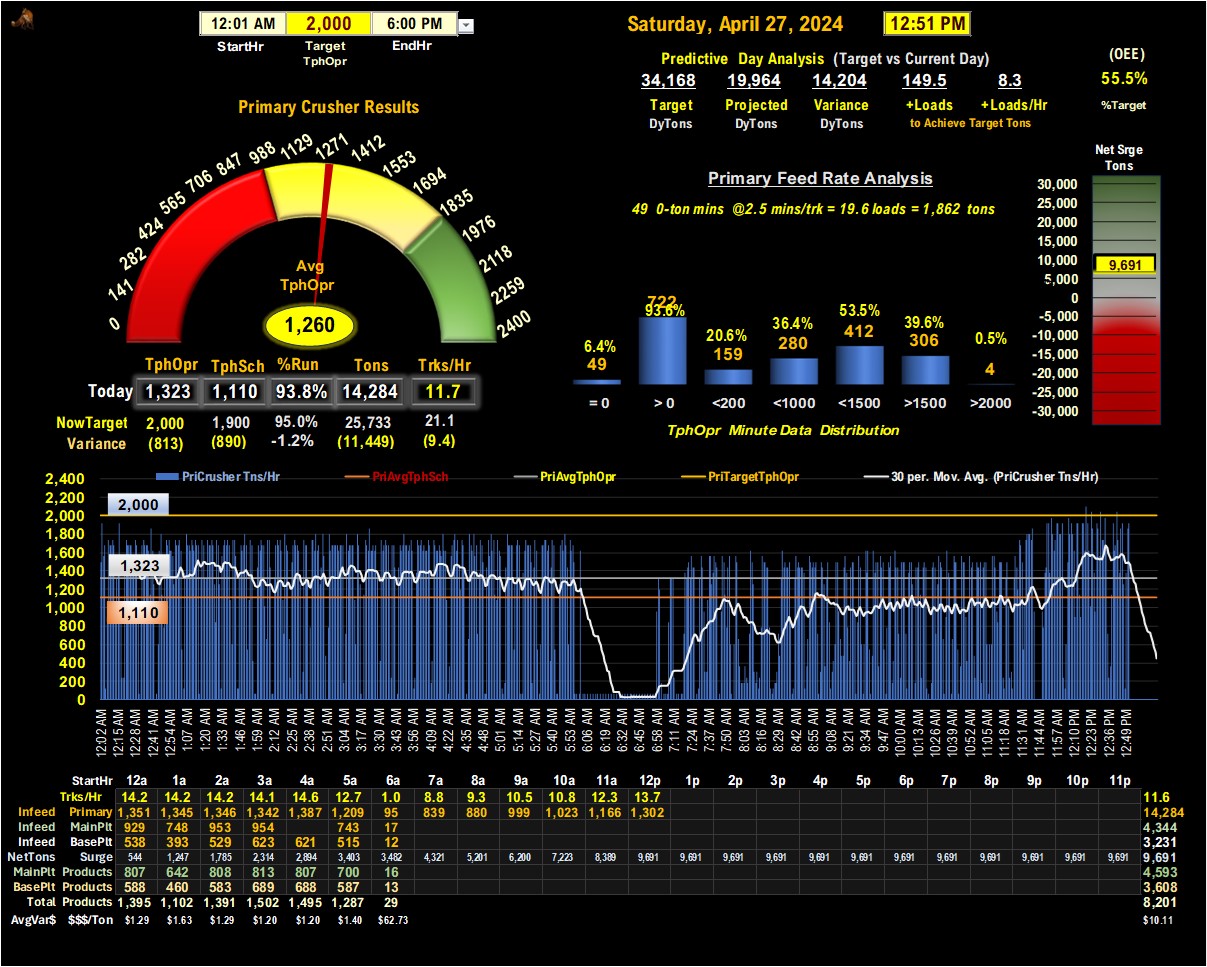 12:01 AM 2,000 6:00 PM
StartHr Target TphOpr EndHr
Saturday, April 27, 2024 12:51 PM
Predictive Day Analysis (Target vs Current Day)
34,168 19,964 14,204 149.5 8.3
Target Projected Variance +Loads +Loads/Hr
DyTons DyTons DyTons to Achieve Target Tons
(OEE)
55.5%
%Target
Primary Crusher Results
0 141 282 424 565 706 847 988 1129 1271 1412 1553 1694 1835 1976 2118 2259 2400
Avg
TphOpr
1,260
TphOpr TphSch %Run Tons Trks/Hr
Today 1,323 1,110 93.8% 14,284 11.7
NowTarget 2,000 1,900 95.0% 25,733 21.1
Variance (813) (890) -1.2% (11,449) (9.4)
Primary Feed Rate Analysis
49 0-ton mins @2.5 mins/trk = 19.6 loads = 1,862 tons
6.4% 93.6% 20.6% 36.4% 53.5% 39.6% 0.5%
49 722 159 280 412 306 4
= 0 > 0 <200 <1000 <1500 >1500 >2000
TphOpr Minute Data Distribution
Net Srge
Tons
30,000
25,000
20,000
15,000
10,000
9,691
5,000
0
-5,000
-10,000
-15,000
-20,000
-25,000
-30,000
PriCrusher Tns/Hr PriAvgTphSch PriAvgTphOpr PriTargetTphOpr 30 per. Mov. Avg. (PriCrusher Tns/Hr)
2,400
2,200
2,000
1,800
1,600
1,400
1,200
1,000
800
600
400
200
0
2,000
1,323
1,110
12:02 AM 12:15 AM 12:28 AM 12:41 AM 12:54 AM 1:07 AM 1:20 AM 1:33 AM 1:46 AM 1:59 AM 2:12 AM 2:25 AM 2:38 AM 2:51 AM 3:04 AM 3:17 AM 3:30 AM 3:43 AM 3:56 AM 4:09 AM 4:22 AM 4:35 AM 4:48 AM 5:01 AM 5:14 AM 5:27 AM 5:40 AM 5:53 AM 6:06 AM 6:19 AM 6:32 AM 6:45 AM 6:58 AM 7:11 AM 7:24 AM 7:37 AM 7:50 AM 8:03 AM 8:16 AM 8:29 AM 8:42 AM 8:55 AM 9:08 AM 9:21 AM 9:34 AM 9:47 AM 10:00 AM 10:13 AM 10:26 AM 10:39 AM 10:52 AM 11:05 AM 11:18 AM 11:31 AM 11:44 AM 11:57 AM 12:10 PM 12:23 PM 12:36 PM 12:49 PM
StartHr 12a 1a 2a 3a 4a 5a 6a 7a 8a 9a 10a 11a 12p 1p 2p 3p 4p 5p 6p 7p 8p 9p 10p 11p
Trks/Hr 14.2 14.2 14.2 14.1 14.6 12.7 1.0 8.8 9.3 10.5 10.8 12.3 13.7 11.6
Infeed Primary 1,351 1,345 1,346 1,342 1,387 1,209 95 839 880 999 1,023 1,166 1,302 14,284
Infeed MainPlt 929 748 953 954 743 17 4,344
Infeed BasePlt 538 393 529 623 621 515 12 3,231
NetTons Surge 544 1,247 1,785 2,314 2,894 3,403 3,482 4,321 5,201 6,200 7,223 8,389 9,691 9,691 9,691 9,691 9,691 9,691 9,691 9,691 9,691 9,691 9,691 9,691 9,691
MainPlt Products 807 642 808 813 807 700 16 4,593
BasePlt Products 588 460 583 689 688 587 13 3,608
Total Products 1,395 1,102 1,391 1,502 1,495 1,287 29 8,201
AvgVar$ $$$/Ton $1.29 $1.63 $1.29 $1.20 $1.20 $1.40 $62.73 $10.11